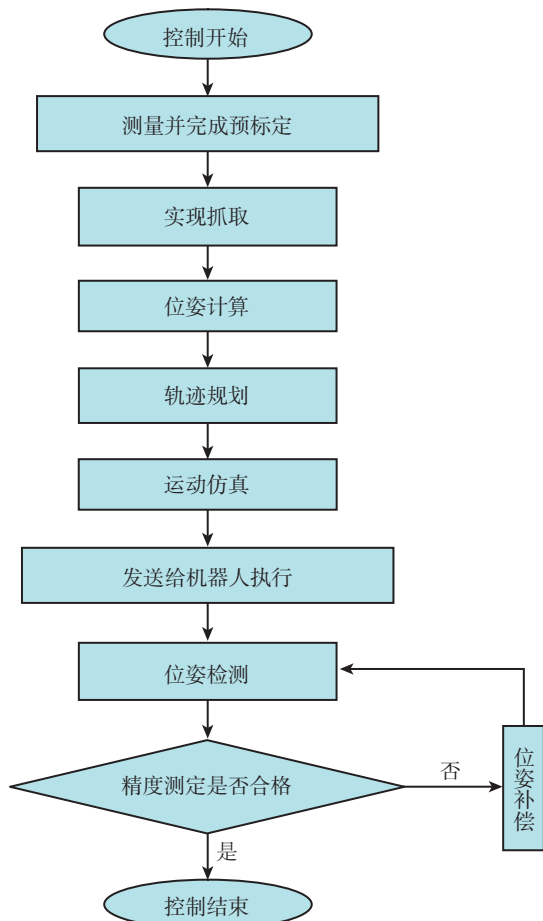 控制开始
测量并完成预标定
实现抓取
位姿计算
轨迹规划
运动仿真
发送给机器人执行
位姿检测
精度测定是否合格
否
位姿补偿
是
控制结束